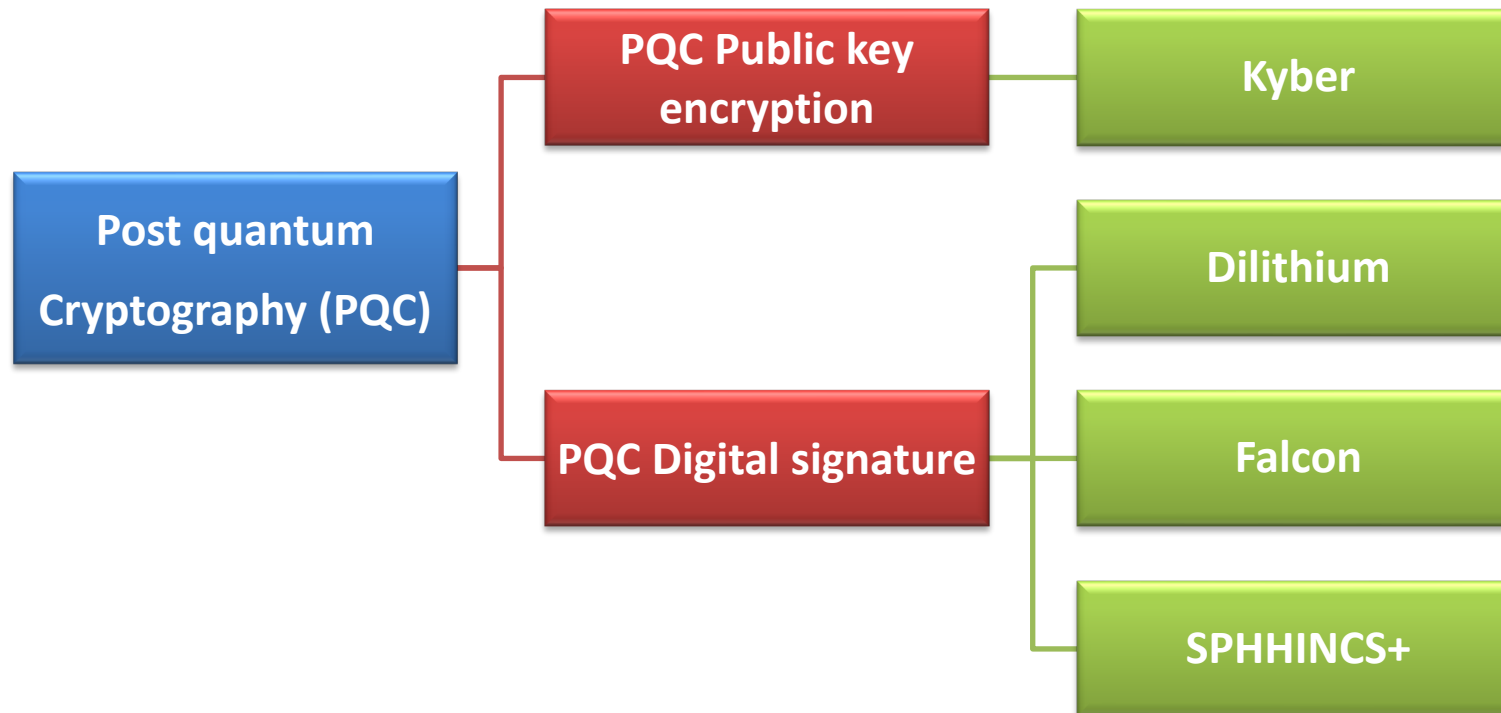 PQC Public key
encryption
Kyber
Post quantum
Cryptography (PQC)
Dilithium
PQC Digital signature
Falcon
SPHHINCS+